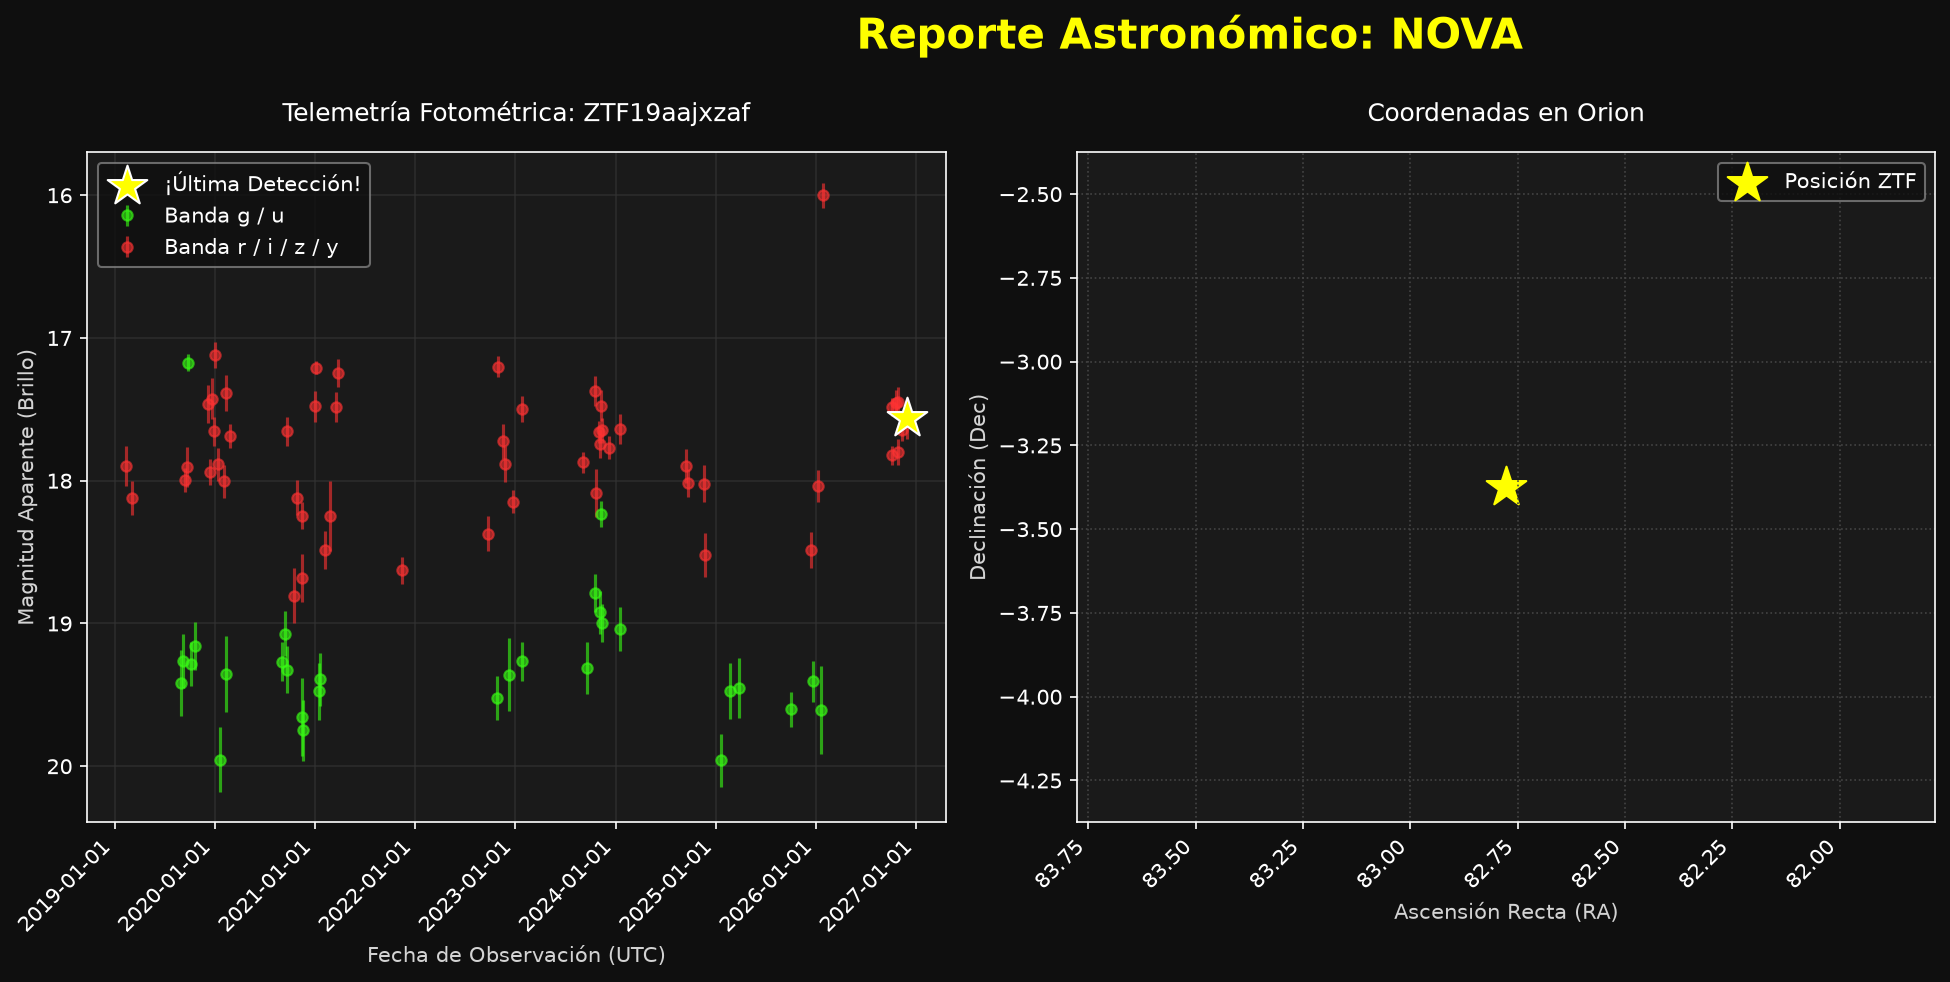 Reporte Astronómico: NOVA
Telemetría Fotométrica: ZTF19aajxzaf
¡Última Detección!
Banda g / u
Banda r / i / z / y
Magnitud Aparente (Brillo)
16
17
18
19
20
2019-01-01
2020-01-01
2021-01-01
2022-01-01
2023-01-01
2024-01-01
2025-01-01
2026-01-01
2027-01-01
Fecha de Observación (UTC)
Coordenadas en Orion
Posición ZTF
Declinación (Dec)
−2.50
−2.75
−3.00
−3.25
−3.50
−3.75
−4.00
−4.25
83.75
83.50
83.25
83.00
82.75
82.50
82.25
82.00
Ascensión Recta (RA)